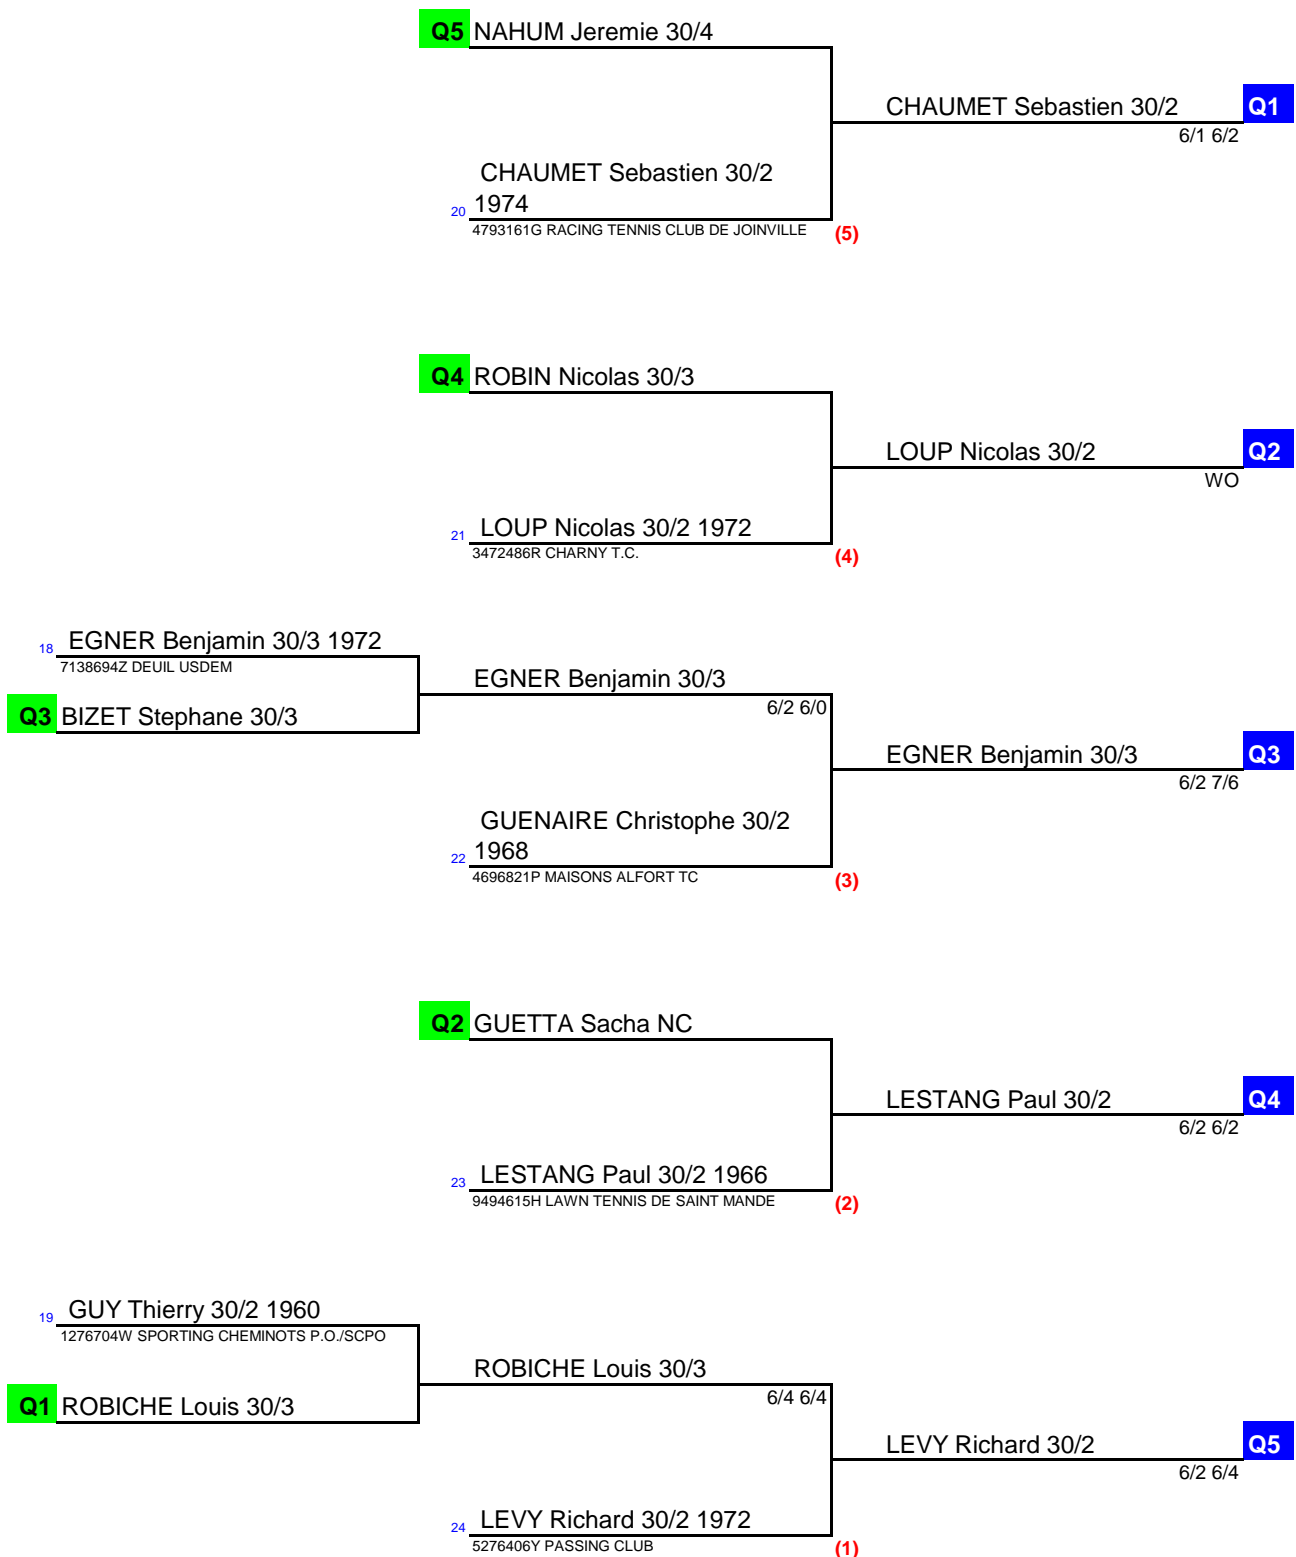 Q5 NAHUM Jeremie 30/4
CHAUMET Sebastien 30/2 Q1
6/1 6/2
CHAUMET Sebastien 30/2
20 1974
4793161G RACING TENNIS CLUB DE JOINVILLE (5)
Q4 ROBIN Nicolas 30/3
LOUP Nicolas 30/2 Q2
WO
21 LOUP Nicolas 30/2 1972
3472486R CHARNY T.C. (4)
18 EGNER Benjamin 30/3 1972
7138694Z DEUIL USDEM
EGNER Benjamin 30/3
6/2 6/0
Q3 BIZET Stephane 30/3
EGNER Benjamin 30/3 Q3
6/2 7/6
GUENAIRE Christophe 30/2
22 1968
4696821P MAISONS ALFORT TC (3)
Q2 GUETTA Sacha NC
LESTANG Paul 30/2 Q4
6/2 6/2
23 LESTANG Paul 30/2 1966
9494615H LAWN TENNIS DE SAINT MANDE (2)
19 GUY Thierry 30/2 1960
1276704W SPORTING CHEMINOTS P.O./SCPO
ROBICHE Louis 30/3
6/4 6/4
Q1 ROBICHE Louis 30/3
LEVY Richard 30/2 Q5
6/2 6/4
24 LEVY Richard 30/2 1972
5276406Y PASSING CLUB (1)